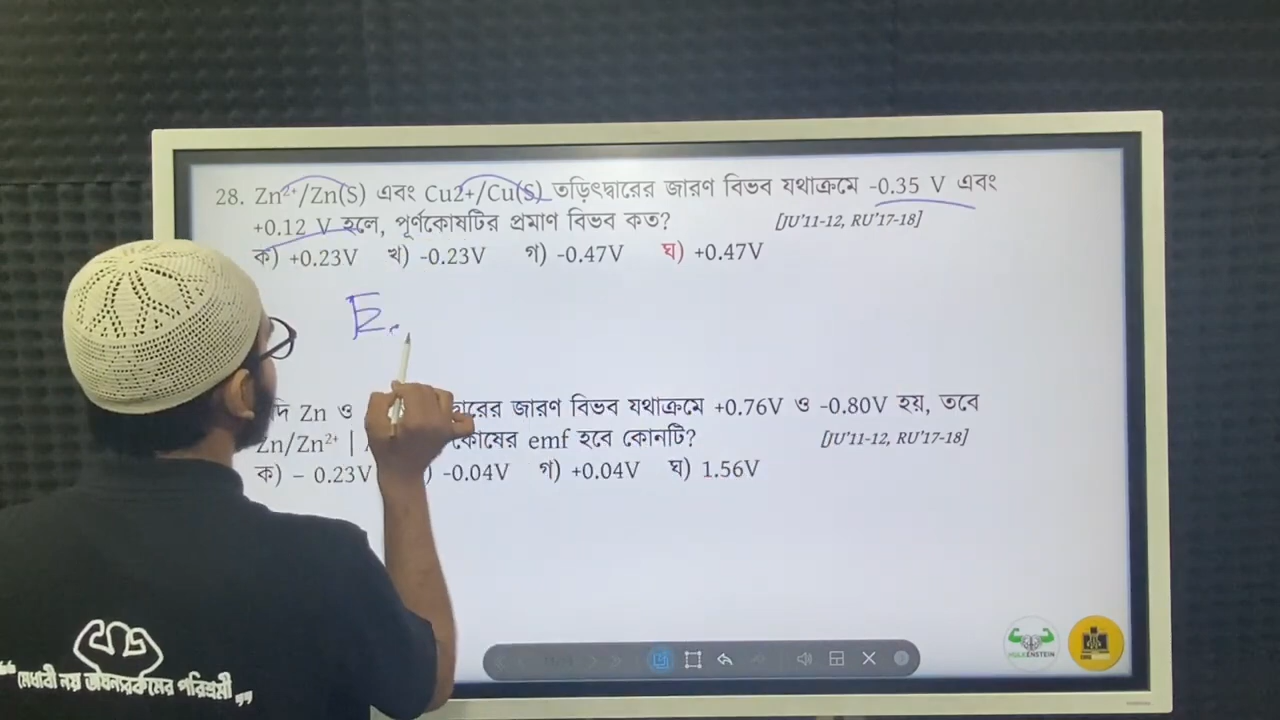 28. Zn²⁺/Zn(S) এবং Cu2+/Cu(S) তড়িৎদ্বারের জারণ বিভব যথাক্রমে -0.35 V এবং
+0.12 V হলে, পূর্ণকোষটির প্রমাণ বিভব কত? [JU'11-12, RU'17-18]
ক) +0.23V খ) -0.23V গ) -0.47V ঘ) +0.47V
E
Zn ও জারণ বিভব যথাক্রমে +0.76V ও -0.80V হয়, তবে
Zn/Zn²⁺ | কোষের emf হবে কোনটি? [JU'11-12, RU'17-18]
ক) – 0.23V -0.04V গ) +0.04V ঘ) 1.56V
HULKENSTEIN
“মেধাবী নয় জঘন্যরকমের পরিশ্রমী”